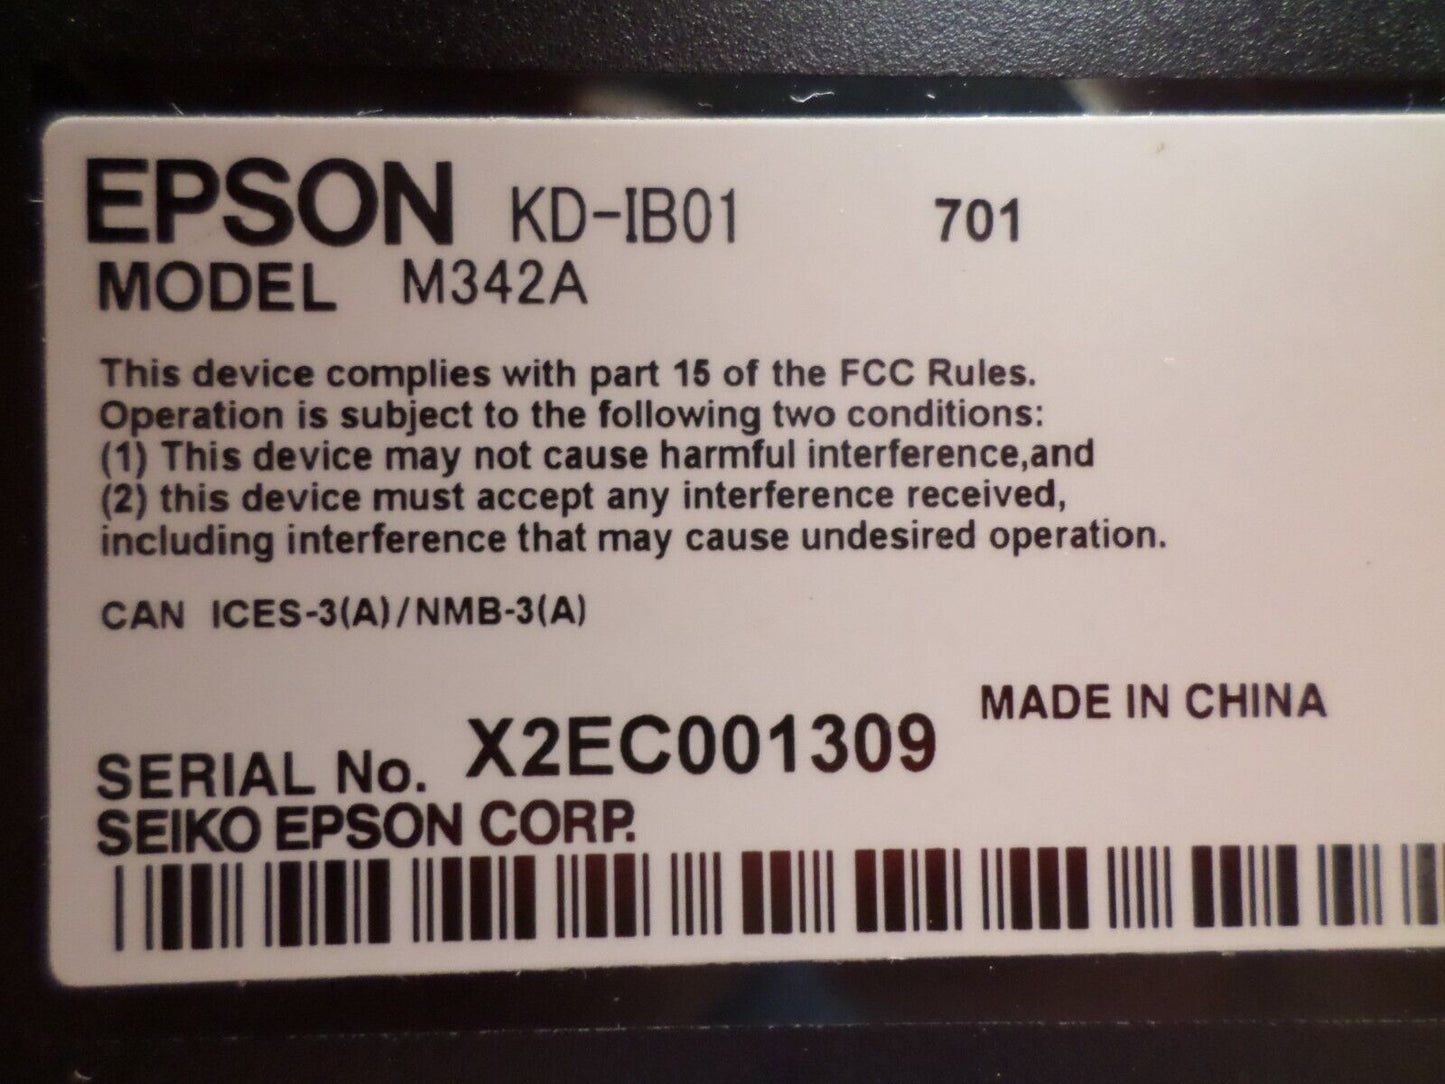 EPSON KD-IB01 701
MODEL M342A
This device complies with part 15 of the FCC Rules.
Operation is subject to the following two conditions:
(1) This device may not cause harmful interference,and
(2) this device must accept any interference received,
including interference that may cause undesired operation.
CAN ICES-3(A)/NMB-3(A)
MADE IN CHINA
SERIAL No. X2EC001309
SEIKO EPSON CORP.